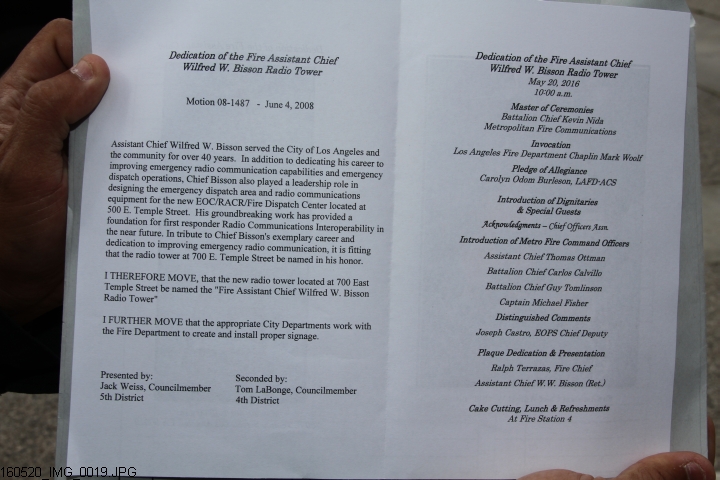 Dedication of the Fire Assistant Chief
Wilfred W. Bisson Radio Tower
Motion 08-1487 - June 4, 2008
Assistant Chief Wilfred W. Bisson served the City of Los Angeles and
the community for over 40 years. In addition to dedicating his career to
improving emergency radio communication capabilities and emergency
dispatch operations, Chief Bisson also played a leadership role in
designing the emergency dispatch area and radio communications
equipment for the new EOC/RACR/Fire Dispatch Center located at
500 E. Temple Street. His groundbreaking work has provided a
foundation for first responder Radio Communications Interoperability in
the near future. In tribute to Chief Bisson's exemplary career and
dedication to improving emergency radio communication, it is fitting
that the radio tower at 700 E. Temple Street be named in his honor.
I THEREFORE MOVE, that the new radio tower located at 700 East
Temple Street be named the "Fire Assistant Chief Wilfred W. Bisson
Radio Tower"
I FURTHER MOVE that the appropriate City Departments work with
the Fire Department to create and install proper signage.
Presented by:
Jack Weiss, Councilmember
5th District
Seconded by:
Tom LaBonge, Councilmember
4th District
Dedication of the Fire Assistant Chief
Wilfred W. Bisson Radio Tower
May 20, 2016
10:00 a.m.
Master of Ceremonies
Battalion Chief Kevin Nida
Metropolitan Fire Communications
Invocation
Los Angeles Fire Department Chaplin Mark Woolf
Pledge of Allegiance
Carolyn Odom Burleson, LAFD-ACS
Introduction of Dignitaries
& Special Guests
Acknowledgments – Chief Officers Assn.
Introduction of Metro Fire Command Officers
Assistant Chief Thomas Ottman
Battalion Chief Carlos Calvillo
Battalion Chief Guy Tomlinson
Captain Michael Fisher
Distinguished Comments
Joseph Castro, EOPS Chief Deputy
Plaque Dedication & Presentation
Ralph Terrazas, Fire Chief
Assistant Chief W.W. Bisson (Ret.)
Cake Cutting, Lunch & Refreshments
At Fire Station 4
160520_IMG_0019.JPG